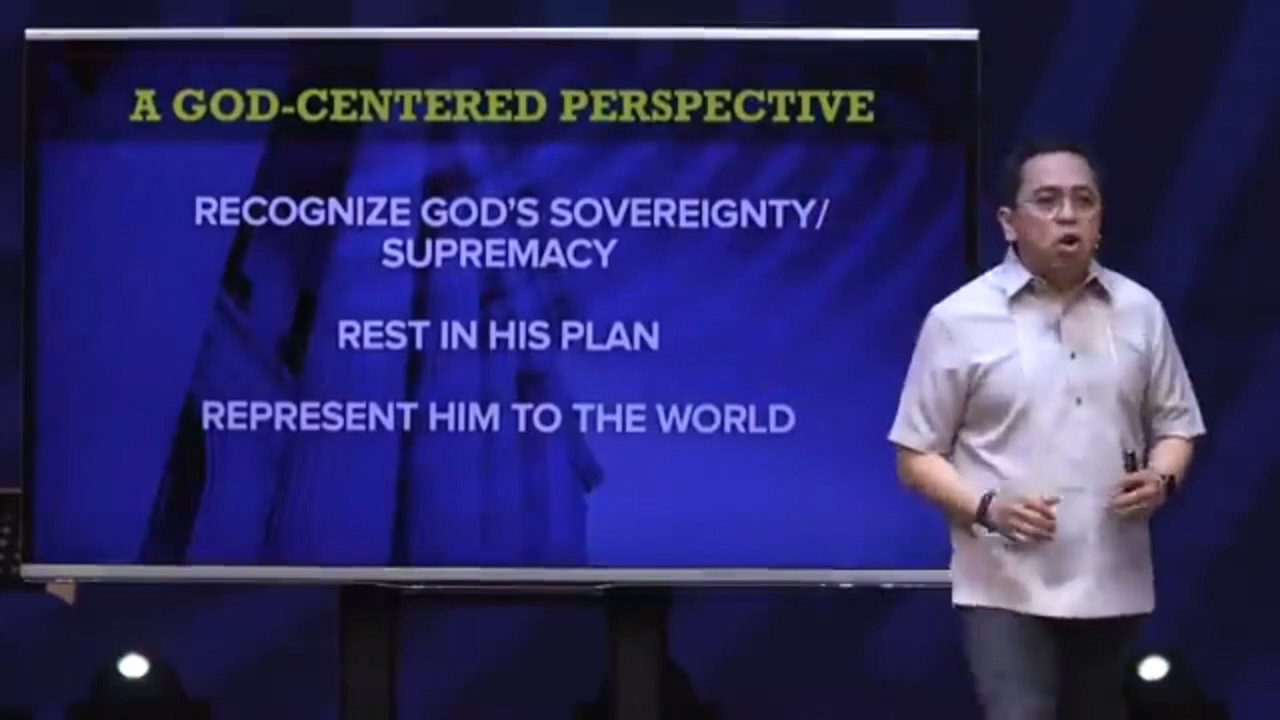 A GOD-CENTERED PERSPECTIVE
RECOGNIZE GOD'S SOVEREIGNTY/
SUPREMACY
REST IN HIS PLAN
REPRESENT HIM TO THE WORLD